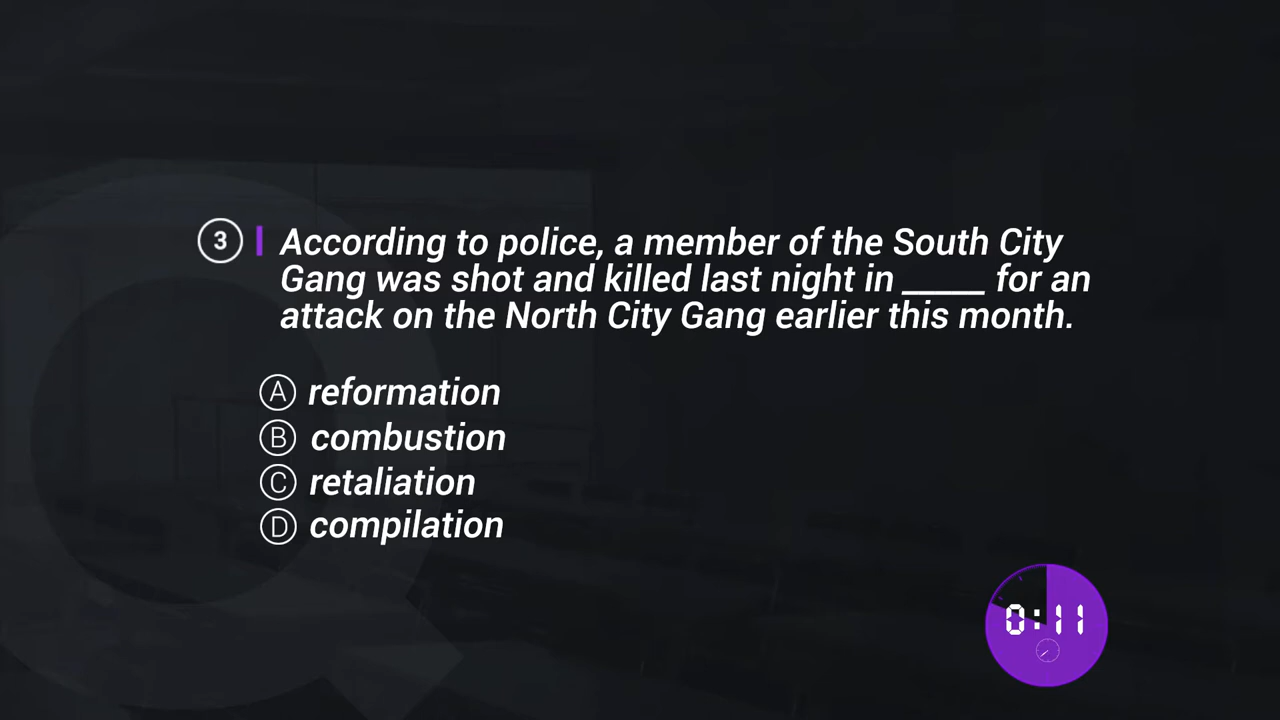 3 According to police, a member of the South City
Gang was shot and killed last night in _____ for an
attack on the North City Gang earlier this month.
A reformation
B combustion
C retaliation
D compilation
0:11